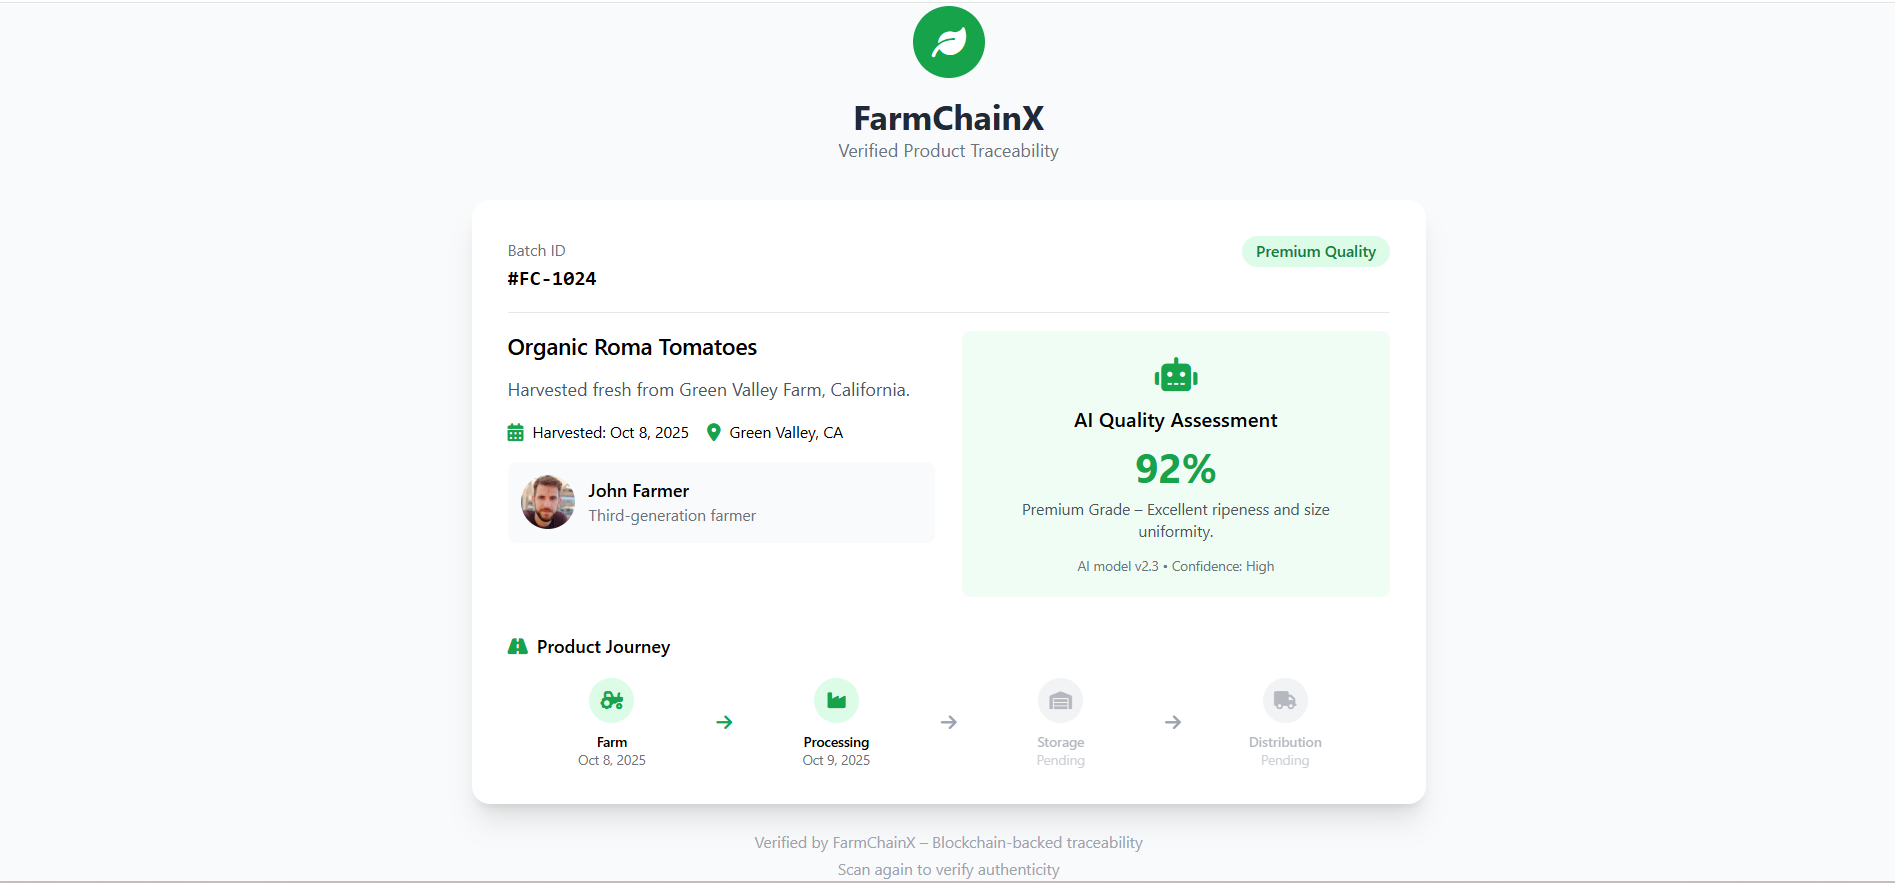 FarmChainX
Verified Product Traceability
Batch ID
#FC-1024
Premium Quality
Organic Roma Tomatoes
Harvested fresh from Green Valley Farm, California.
Harvested: Oct 8, 2025
Green Valley, CA
John Farmer
Third-generation farmer
AI Quality Assessment
92%
Premium Grade – Excellent ripeness and size
uniformity.
AI model v2.3 • Confidence: High
Product Journey
Farm
Oct 8, 2025
Processing
Oct 9, 2025
Storage
Pending
Distribution
Pending
Verified by FarmChainX – Blockchain-backed traceability
Scan again to verify authenticity